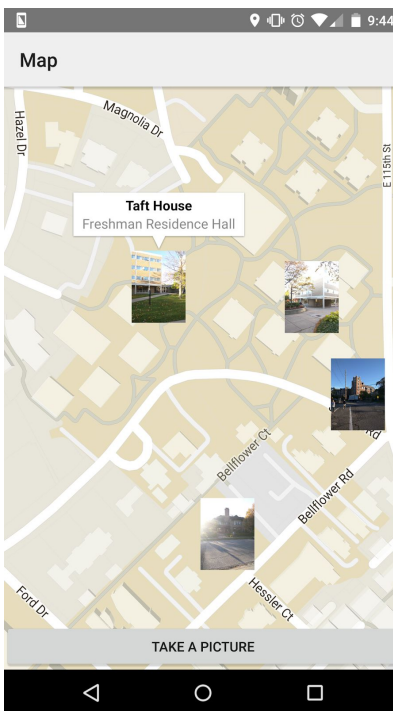 9:44
Map
Magnolia Dr
Hazel Dr
E 115th St
Taft House
Freshman Residence Hall
Rd
Bellflower Ct
Bellflower Rd
Hessler Ct
Ford Dr
TAKE A PICTURE